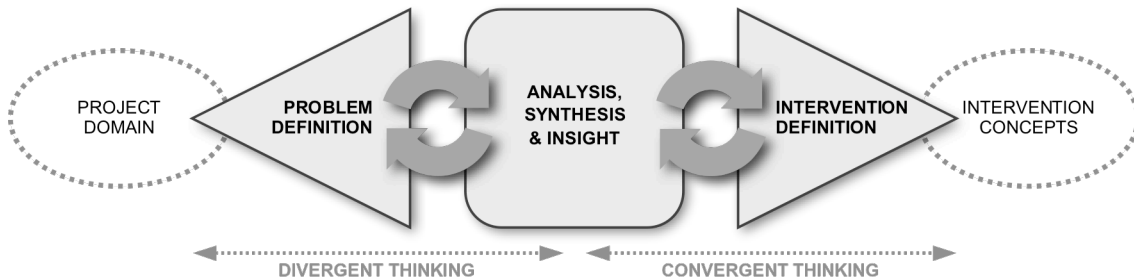 PROJECT
DOMAIN
PROBLEM
DEFINITION
ANALYSIS,
SYNTHESIS
& INSIGHT
INTERVENTION
DEFINITION
INTERVENTION
CONCEPTS
DIVERGENT THINKING
CONVERGENT THINKING